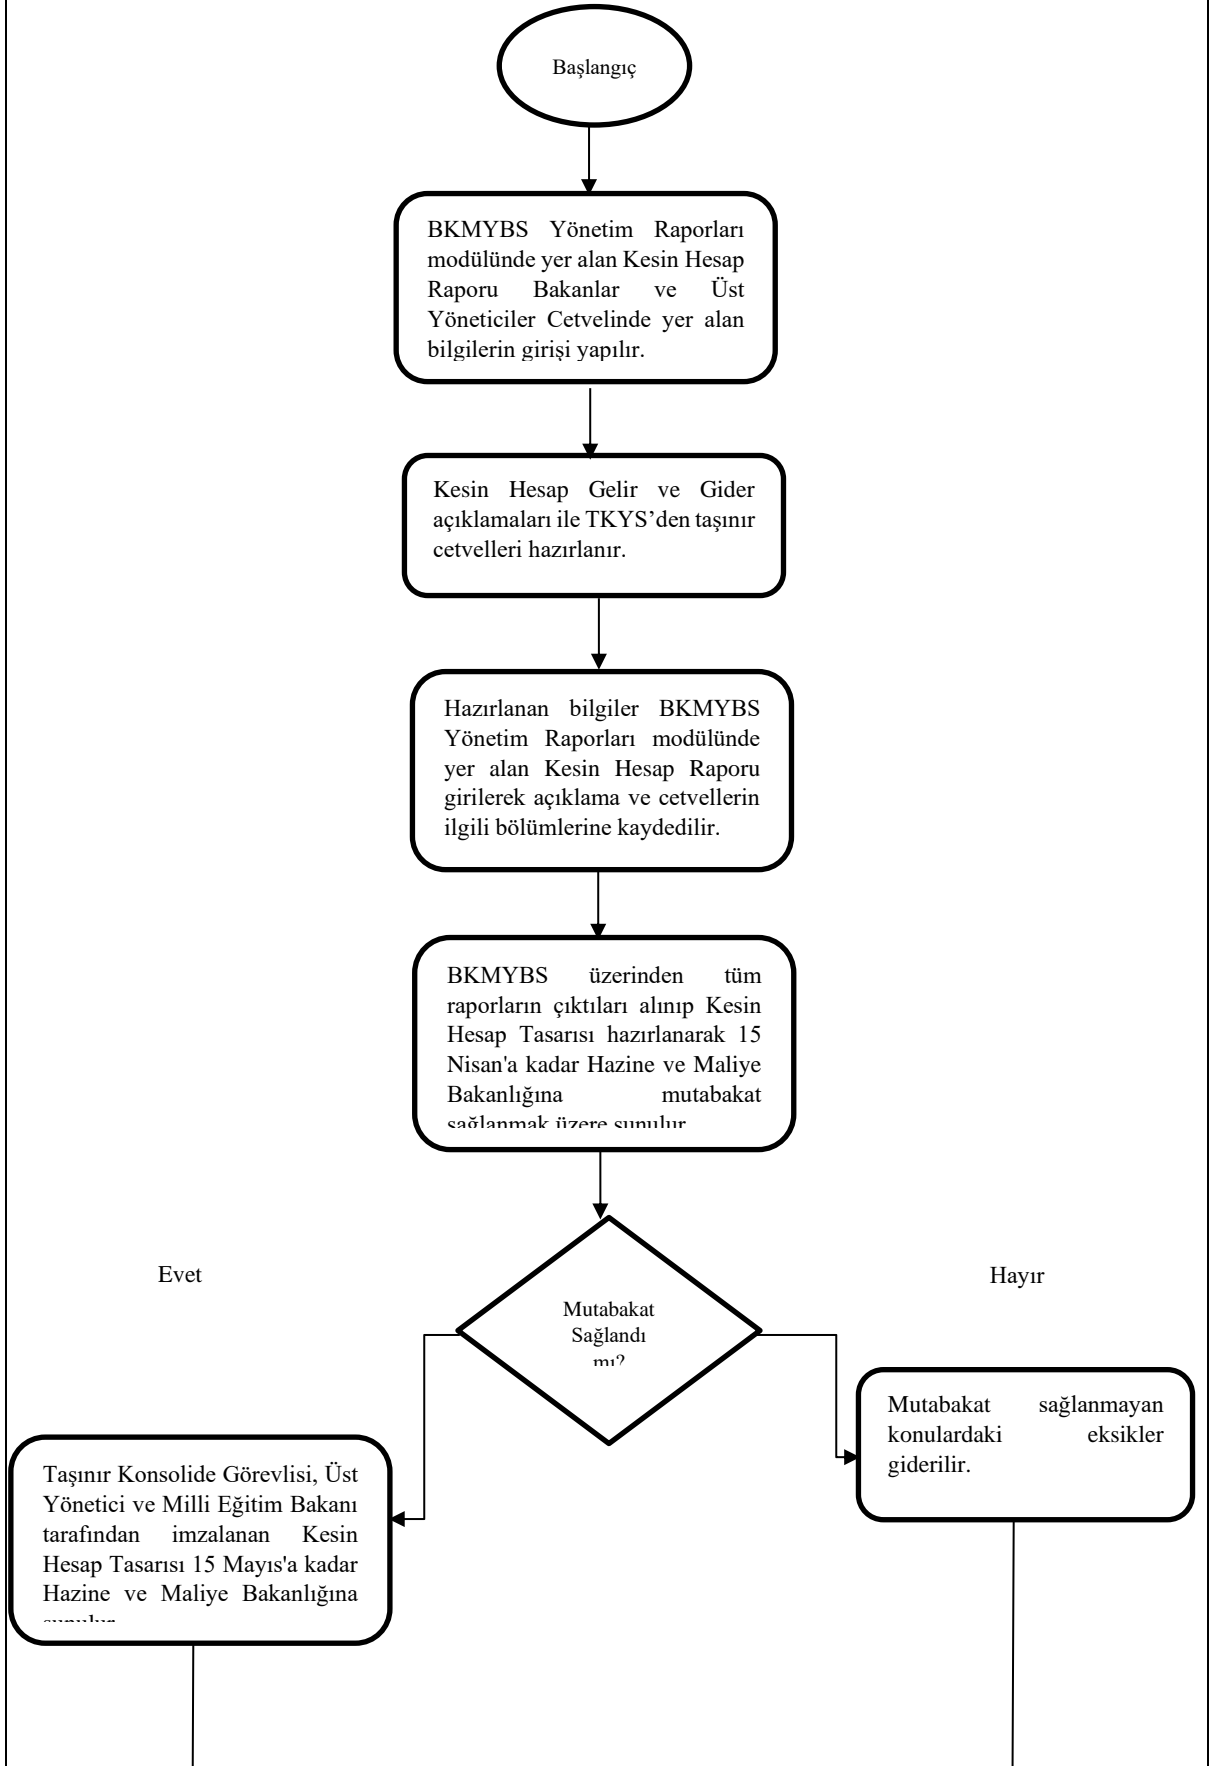 Başlangıç
BKMYBS Yönetim Raporları
modülünde yer alan Kesin Hesap
Raporu Bakanlar ve Üst
Yöneticiler Cetvelinde yer alan
bilgilerin girişi yapılır.
Kesin Hesap Gelir ve Gider
açıklamaları ile TKYS’den taşınır
cetvelleri hazırlanır.
Hazırlanan bilgiler BKMYBS
Yönetim Raporları modülünde
yer alan Kesin Hesap Raporu
girilerek açıklama ve cetvellerin
ilgili bölümlerine kaydedilir.
BKMYBS üzerinden tüm
raporların çıktıları alınıp Kesin
Hesap Tasarısı hazırlanarak 15
Nisan'a kadar Hazine ve Maliye
Bakanlığına mutabakat
sağlanmak üzere sunulur
Evet
Hayır
Mutabakat
Sağlandı
mı?
Mutabakat sağlanmayan
konulardaki eksikler
giderilir.
Taşınır Konsolide Görevlisi, Üst
Yönetici ve Milli Eğitim Bakanı
tarafından imzalanan Kesin
Hesap Tasarısı 15 Mayıs'a kadar
Hazine ve Maliye Bakanlığına